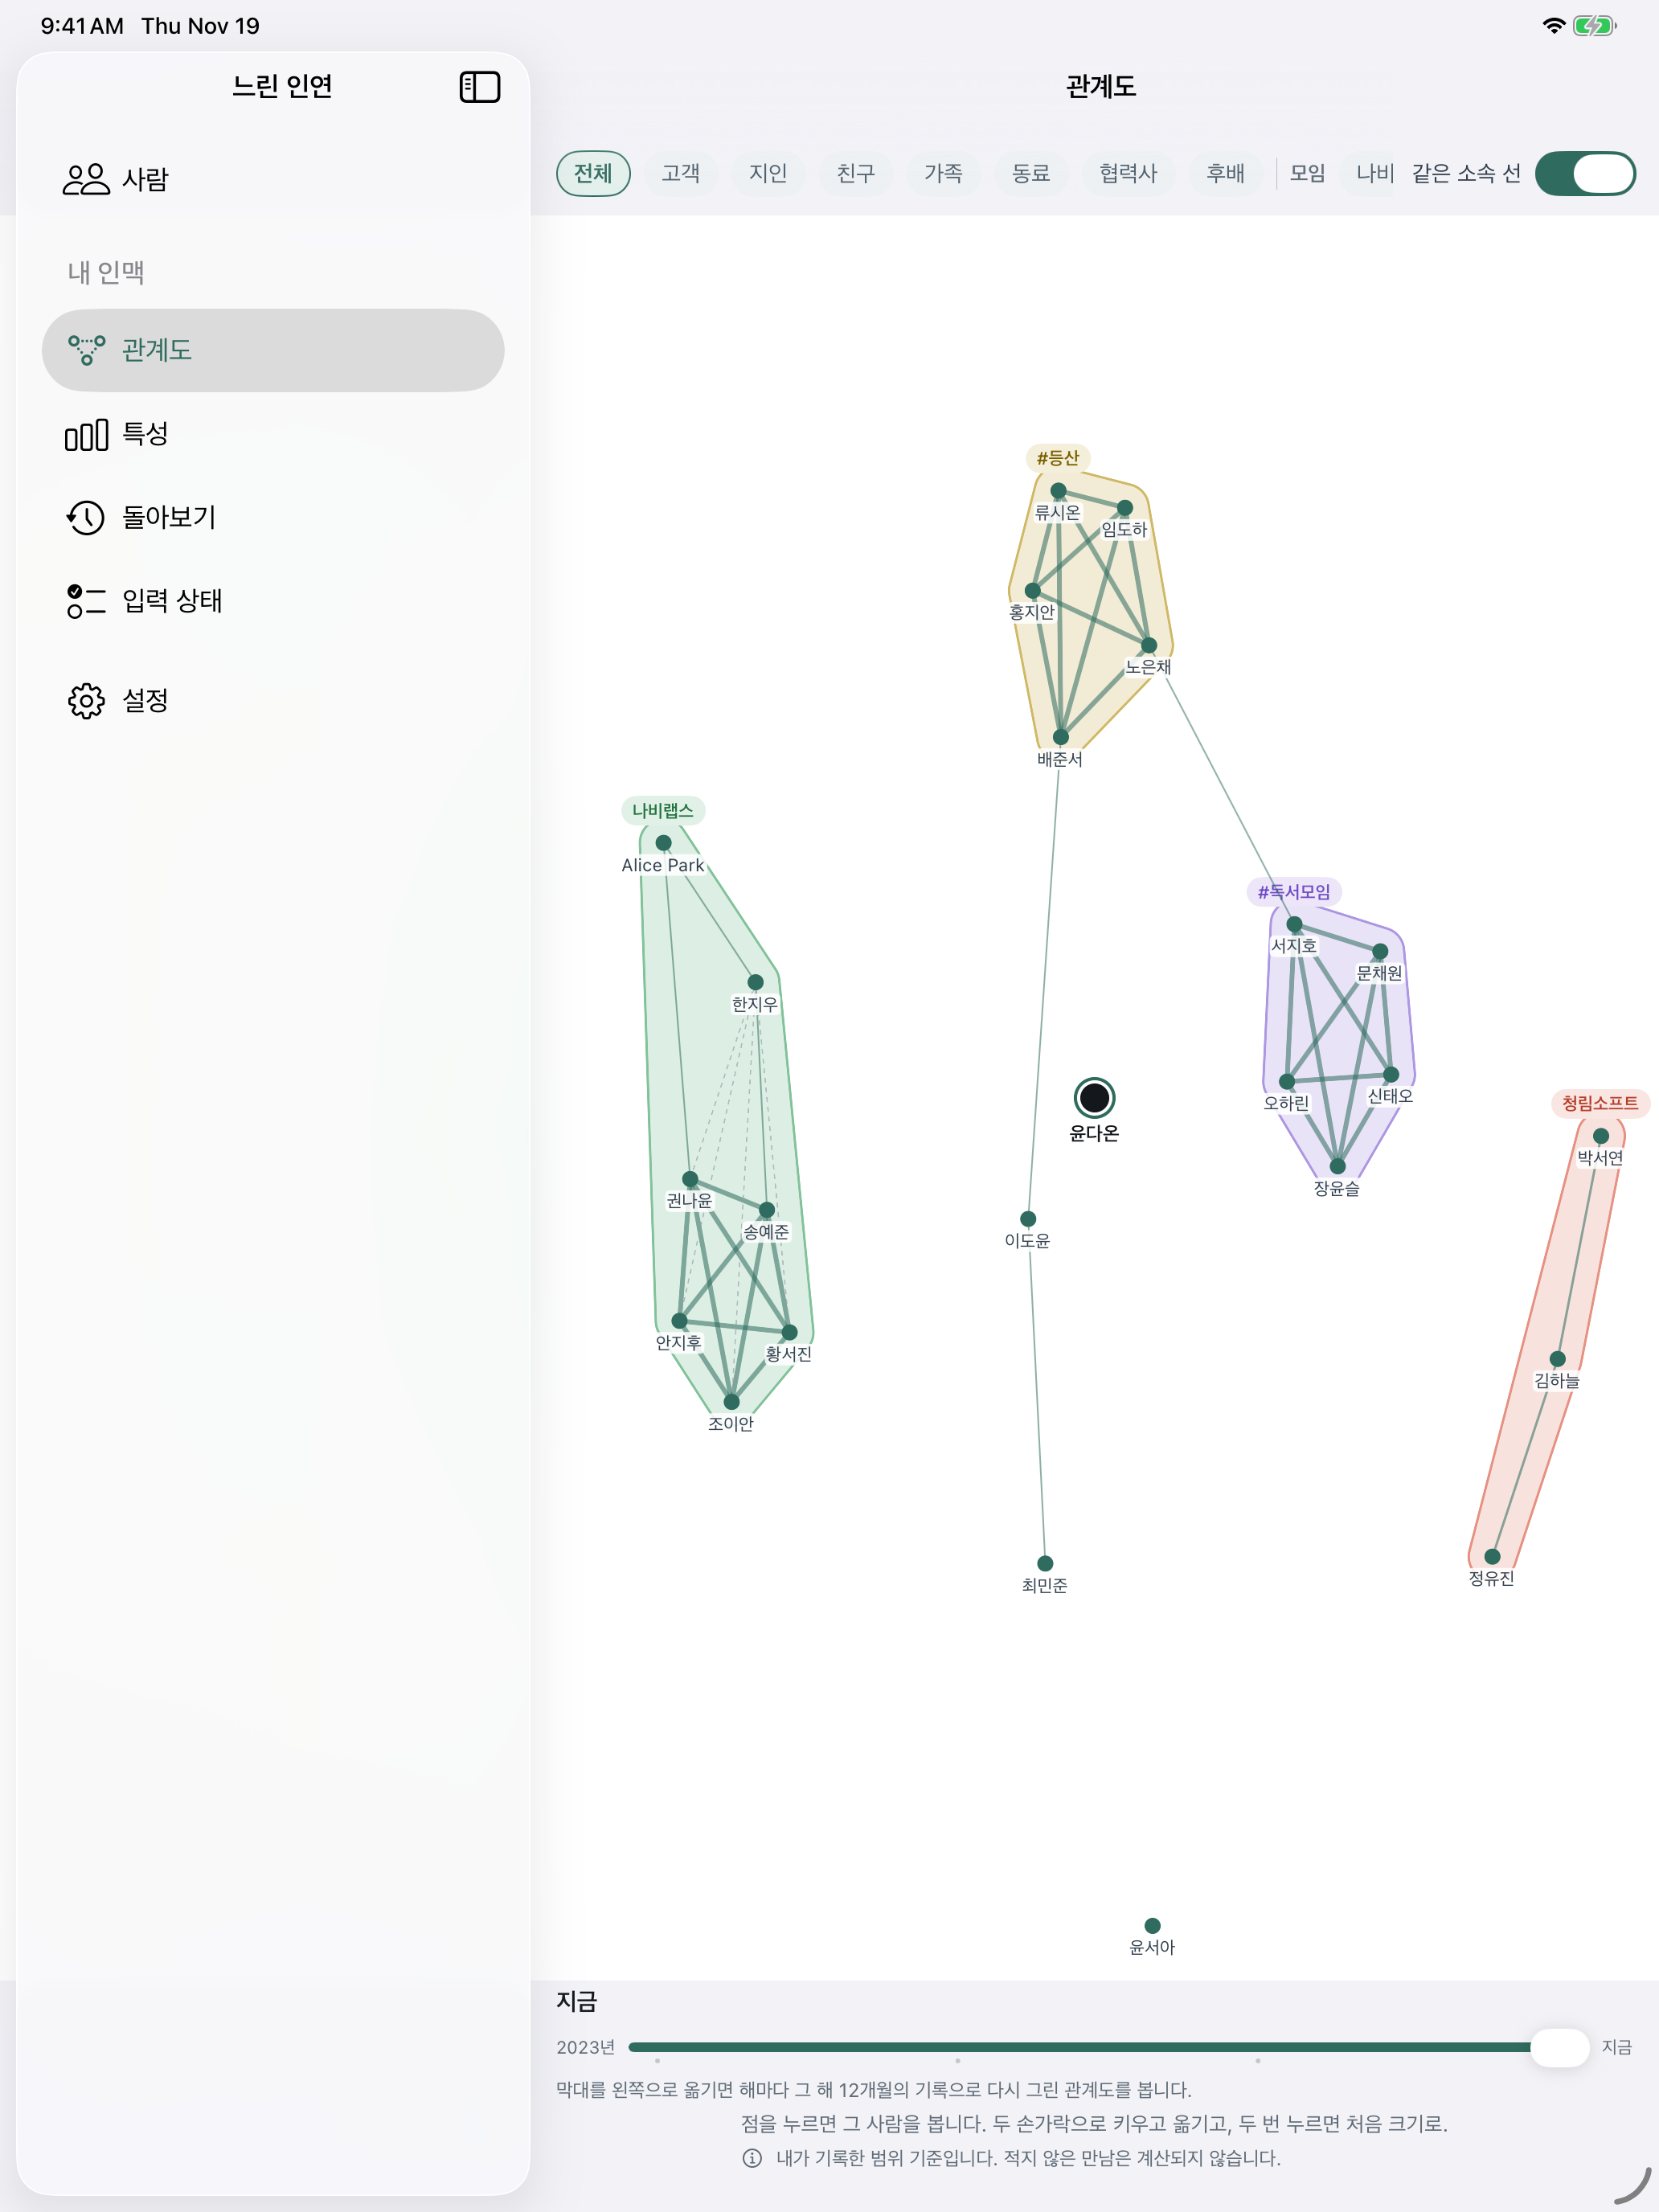 9:41 AM Thu Nov 19
느린 인연
관계도
사람
내 인맥
관계도
특성
돌아보기
입력 상태
설정
전체 고객 지인 친구 가족 동료 협력사 후배 모임 나비 같은 소속 선
#등산
류시온
임도하
홍지안
노은채
배준서
나비랩스
Alice Park
#독서모임
서지호
문채원
한지우
오하린
신태오
청림소프트
윤다온
박서연
장윤슬
권나윤
송예준
이도윤
안지후
황서진
김하늘
조이안
최민준
정유진
윤서아
지금
2023년 지금
막대를 왼쪽으로 옮기면 해마다 그 해 12개월의 기록으로 다시 그린 관계도를 봅니다.
점을 누르면 그 사람을 봅니다. 두 손가락으로 키우고 옮기고, 두 번 누르면 처음 크기로.
내가 기록한 범위 기준입니다. 적지 않은 만남은 계산되지 않습니다.